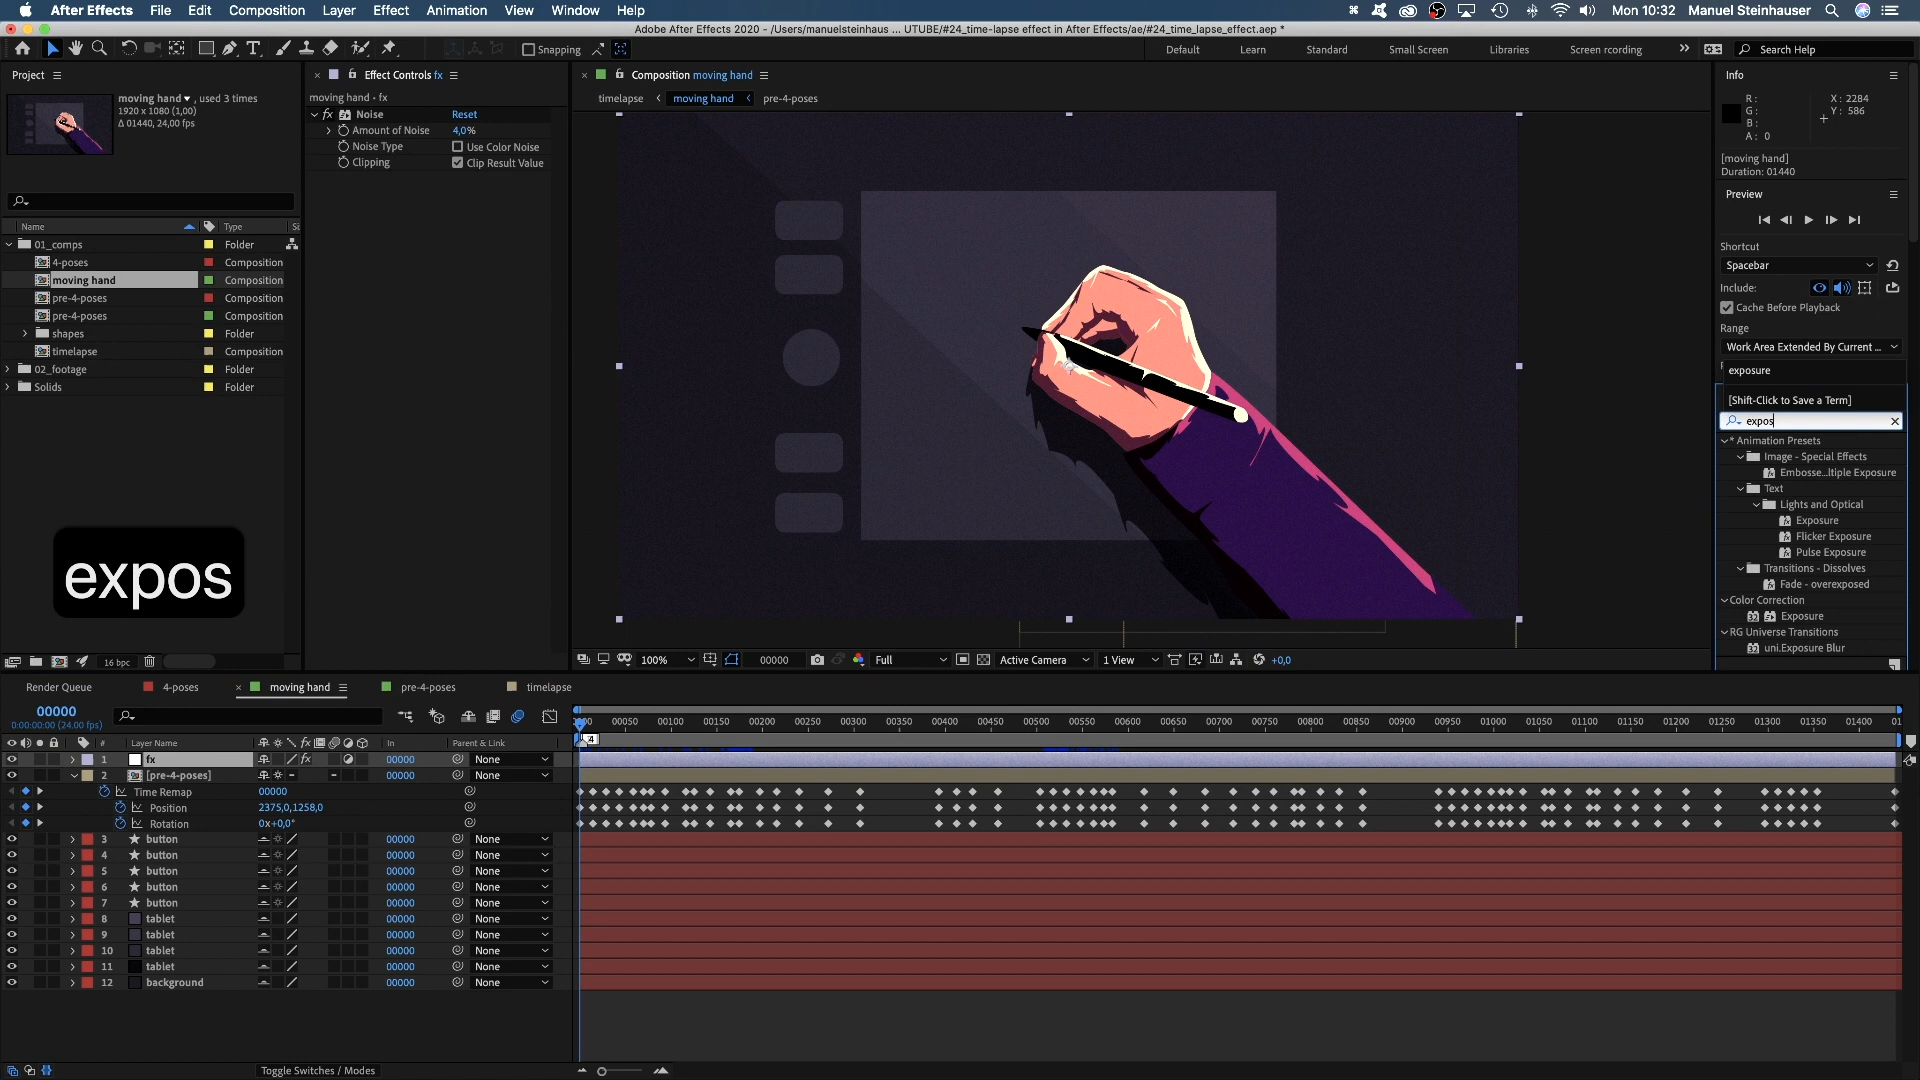 After Effects File Edit Composition Layer Effect Animation View Window Help Mon 10:32 Manuel Steinhauser
Adobe After Effects 2020 - /Users/manuelsteinhaus ... UTUBE/#24_time-lapse effect in After Effects/ae/#24_time_lapse_effect.aep *
Snapping Default Learn Standard Small Screen Libraries Screen rcording Search Help
Project
moving hand , used 3 times
1920 x 1080 (1,00)
Δ 01440, 24,00 fps
Name Type Si
01_comps Folder
4-poses Composition
moving hand Composition
pre-4-poses Composition
pre-4-poses Composition
shapes Folder
timelapse Composition
02_footage Folder
Solids Folder
expos
16 bpc
Effect Controls fx
moving hand • fx
fx Noise Reset
Amount of Noise 4,0%
Noise Type Use Color Noise
Clipping Clip Result Value
Composition moving hand
timelapse moving hand pre-4-poses
100% 00000 Full Active Camera 1 View +0,0
Info
R: X: 2284
G: Y: 586
B:
A: 0
[moving hand]
Duration: 01440
Preview
Shortcut
Spacebar
Include:
Cache Before Playback
Range
Work Area Extended By Current ...
exposure
[Shift-Click to Save a Term]
expos
* Animation Presets
Image - Special Effects
Embosse...ltiple Exposure
Text
Lights and Optical
Exposure
Flicker Exposure
Pulse Exposure
Transitions - Dissolves
Fade - overexposed
Color Correction
Exposure
RG Universe Transitions
uni.Exposure Blur
Render Queue 4-poses moving hand pre-4-poses timelapse
00000
0:00:00:00 (24.00 fps)
00050 00100 00150 00200 00250 00300 00350 00400 00450 00500 00550 00600 00650 00700 00750 00800 00850 00900 00950 01000 01050 01100 01150 01200 01250 01300 01350 01400 01
4
# Layer Name fx In Parent & Link
1 fx fx 00000 None
2 [pre-4-poses] 00000 None
Time Remap 00000
Position 2375,0,1258,0
Rotation 0x+0,0°
3 button 00000 None
4 button 00000 None
5 button 00000 None
6 button 00000 None
7 button 00000 None
8 tablet 00000 None
9 tablet 00000 None
10 tablet 00000 None
11 tablet 00000 None
12 background 00000 None
Toggle Switches / Modes